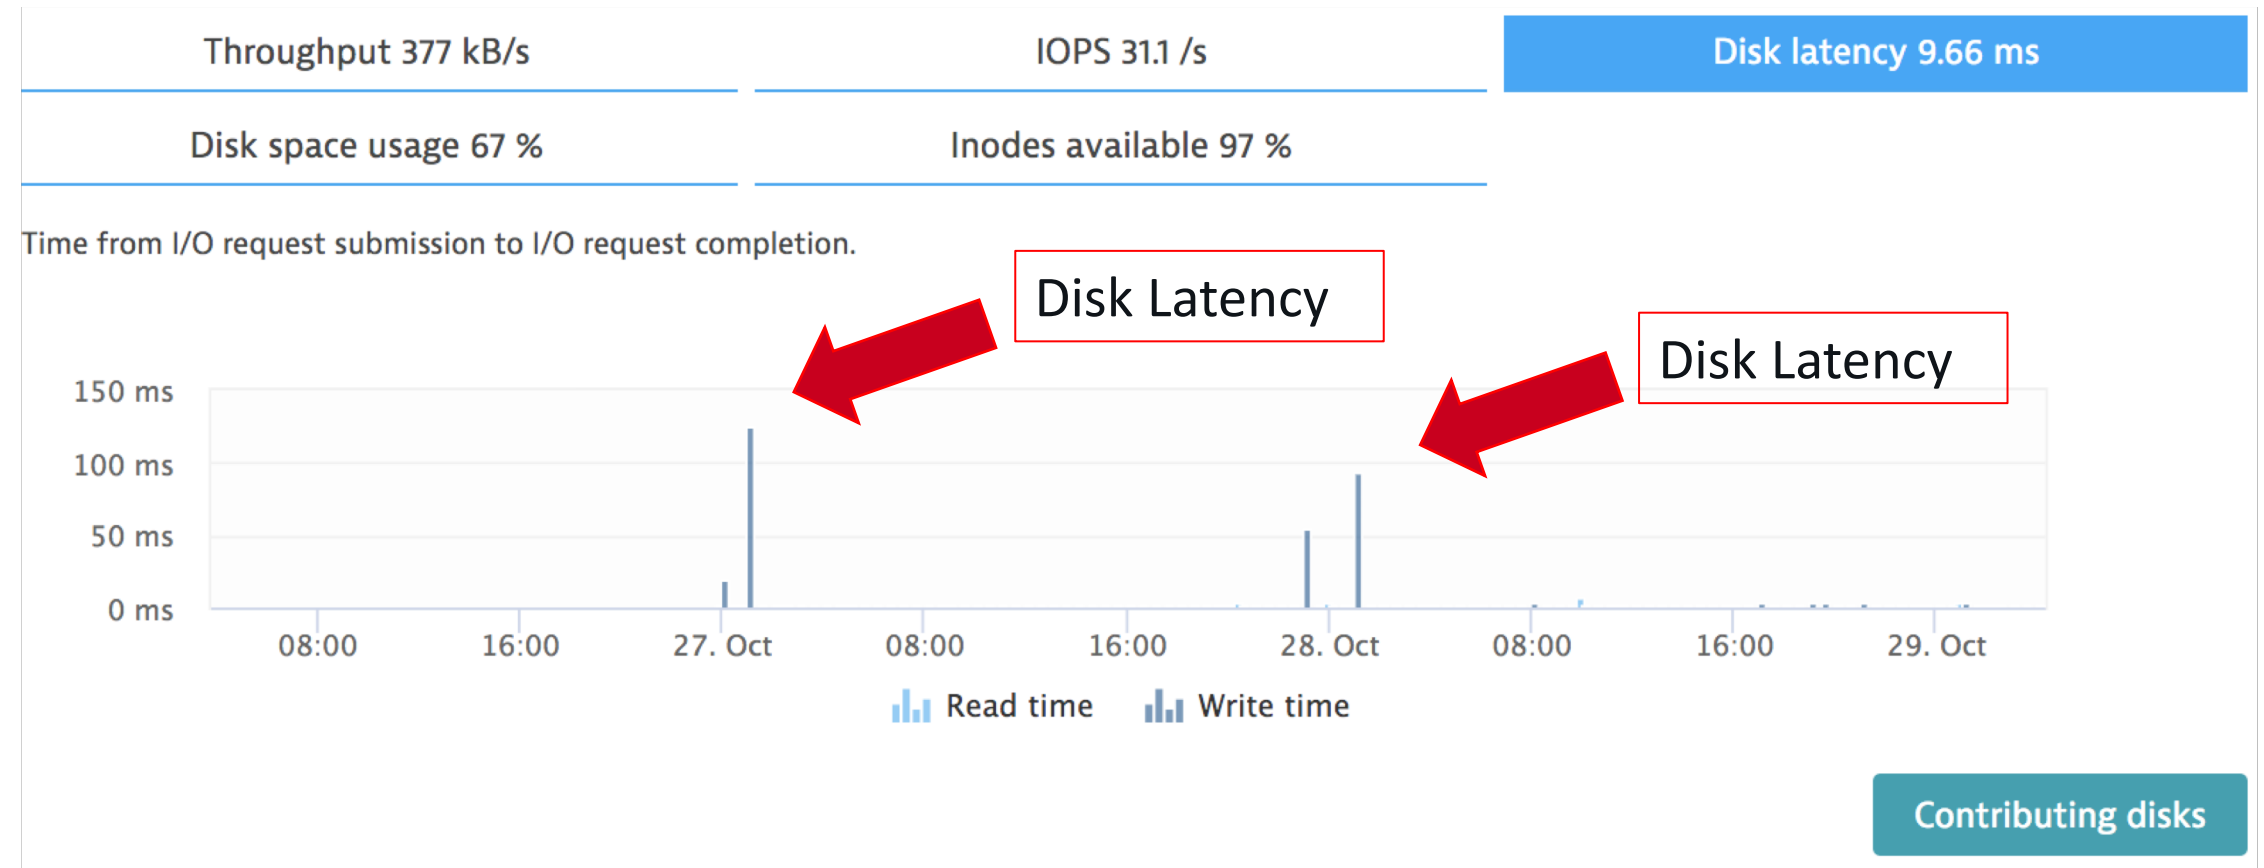 Throughput 377 kB/s
IOPS 31.1 /s
Disk latency 9.66 ms
Disk space usage 67 %
Inodes available 97 %
Time from I/O request submission to I/O request completion.
Disk Latency
Disk Latency
150 ms
100 ms
50 ms
0 ms
08:00 16:00 27. Oct 08:00 16:00 28. Oct 08:00 16:00 29. Oct
Read time Write time
Contributing disks